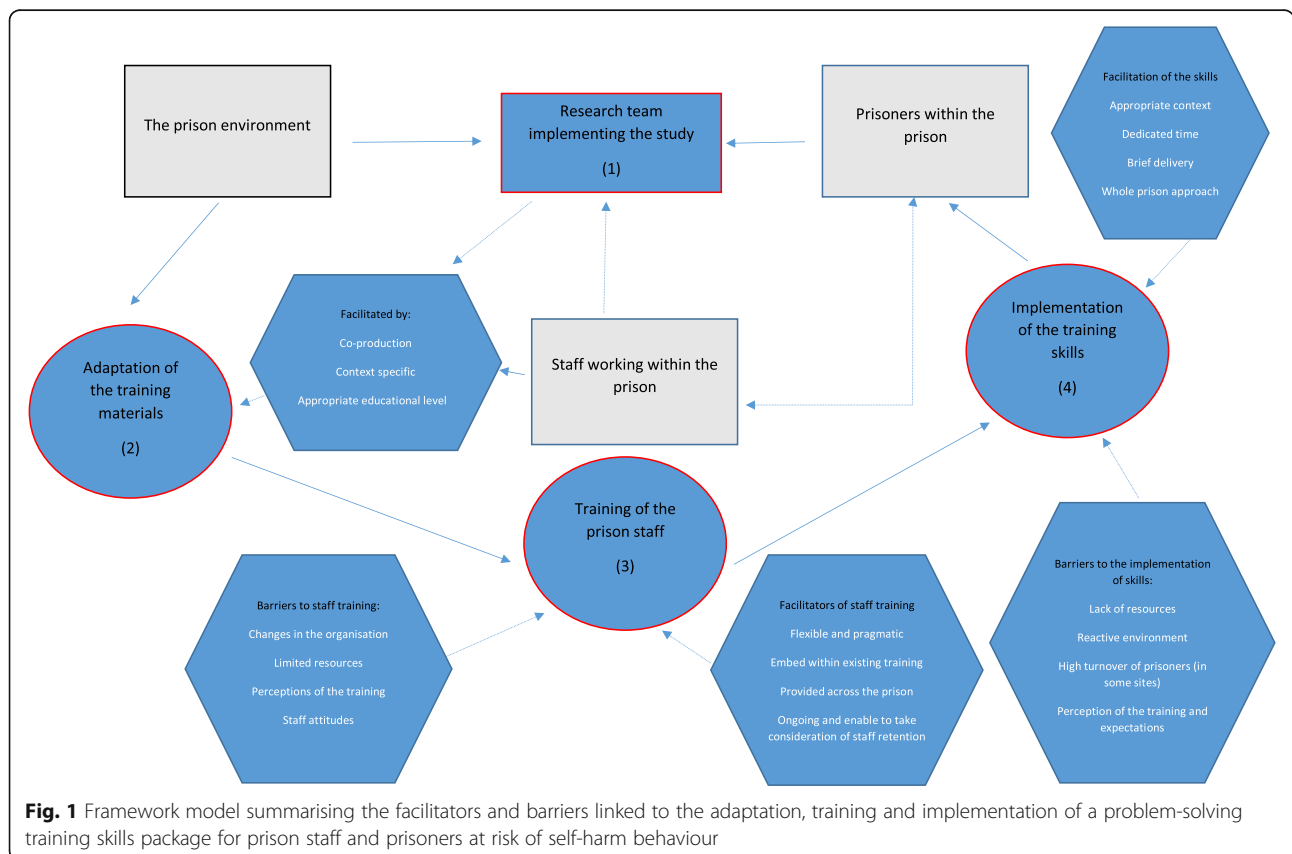 The prison environment
Research team
implementing the study
(1)
Prisoners within the
prison
Facilitation of the skills
Appropriate context
Dedicated time
Brief delivery
Whole prison approach
Adaptation of
the training
materials
(2)
Facilitated by:
Co-production
Context specific
Appropriate educational level
Staff working within the
prison
Implementation
of the training
skills
(4)
Training of the
prison staff
(3)
Barriers to staff training:
Changes in the organisation
Limited resources
Perceptions of the training
Staff attitudes
Facilitators of staff training
Flexible and pragmatic
Embed within existing training
Provided across the prison
Ongoing and enable to take
consideration of staff retention
Barriers to the implementation
of skills:
Lack of resources
Reactive environment
High turnover of prisoners (in
some sites)
Perception of the training and
expectations
Fig. 1 Framework model summarising the facilitators and barriers linked to the adaptation, training and implementation of a problem-solving
training skills package for prison staff and prisoners at risk of self-harm behaviour